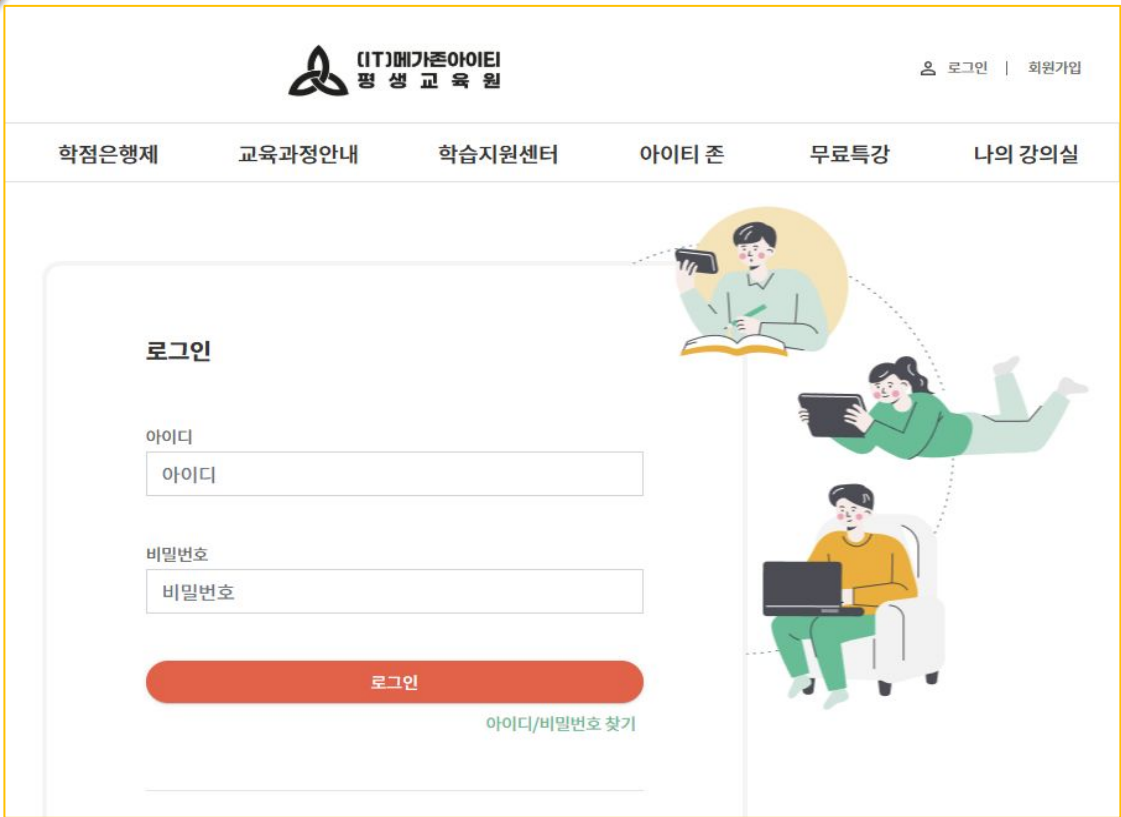 (IT)메가존아이티
평생교육원
로그인 | 회원가입
학점은행제 교육과정안내 학습지원센터 아이티 존 무료특강 나의 강의실
로그인
아이디
아이디
비밀번호
비밀번호
로그인
아이디/비밀번호 찾기